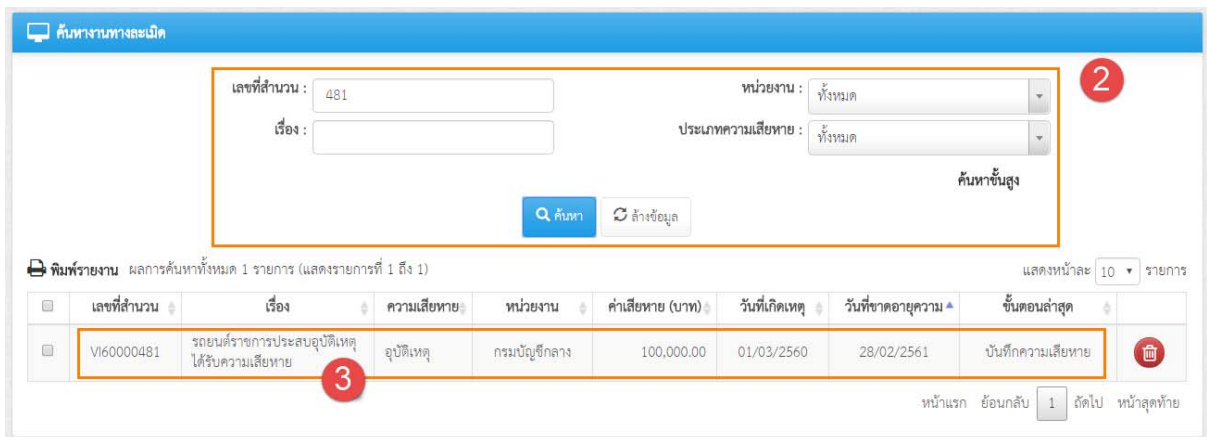 ค้นหางานทางละเมิด
เลขที่สำนวน : 481 หน่วยงาน : ทั้งหมด
2
เรื่อง : ประเภทความเสียหาย : ทั้งหมด
ค้นหาขั้นสูง
ค้นหา ล้างข้อมูล
พิมพ์รายงาน ผลการค้นหาทั้งหมด 1 รายการ (แสดงรายการที่ 1 ถึง 1) แสดงหน้าละ 10 รายการ
เลขที่สำนวน เรื่อง ความเสียหาย หน่วยงาน ค่าเสียหาย (บาท) วันที่เกิดเหตุ วันที่ขาดอายุความ ขั้นตอนล่าสุด
VI60000481 รถยนต์ราชการประสบอุบัติเหตุ อุบัติเหตุ กรมบัญชีกลาง 100,000.00 01/03/2560 28/02/2561 บันทึกความเสียหาย
ได้รับความเสียหาย
3
หน้าแรก ย้อนกลับ 1 ถัดไป หน้าสุดท้าย